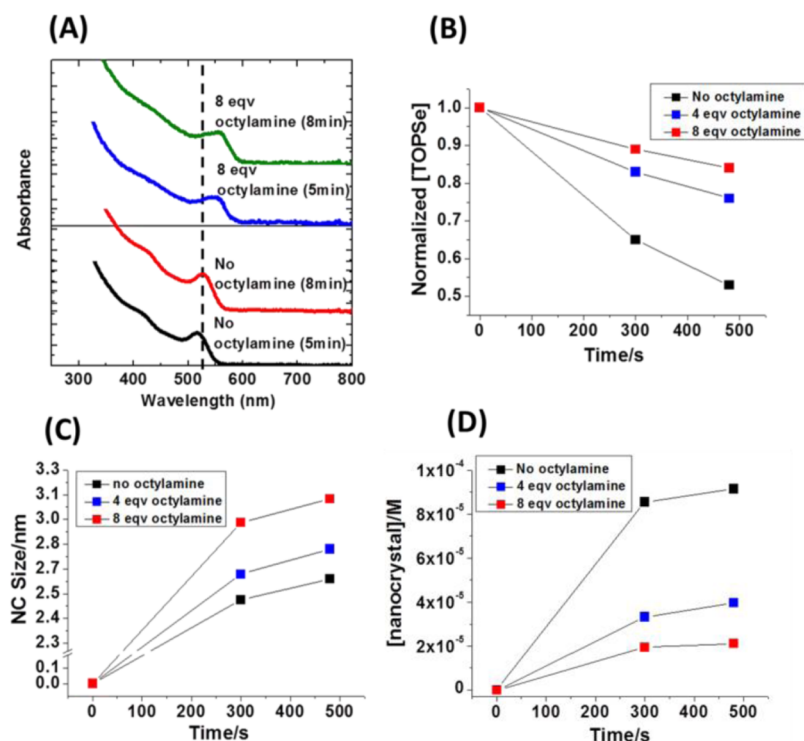 (A)
8 eqv
octylamine (8min)
8 eqv
octylamine (5min)
No
octylamine (8min)
No
octylamine (5min)
Absorbance
300 400 500 600 700 800
Wavelength (nm)
(B)
No octylamine
4 eqv octylamine
8 eqv octylamine
1.0
0.9
0.8
0.7
0.6
0.5
Normalized [TOPSe]
0 100 200 300 400 500
Time/s
(C)
no octylamine
4 eqv octylamine
8 eqv octylamine
3.3
3.1
3.0
2.8
2.6
2.5
2.3
0.1
0.0
NC Size/nm
0 100 200 300 400 500
Time/s
(D)
No octylamine
4 eqv octylamine
8 eqv octylamine
1x10⁻⁴
8x10⁻⁵
6x10⁻⁵
4x10⁻⁵
2x10⁻⁵
0
[nanocrystal]/M
0 100 200 300 400 500
Time/s